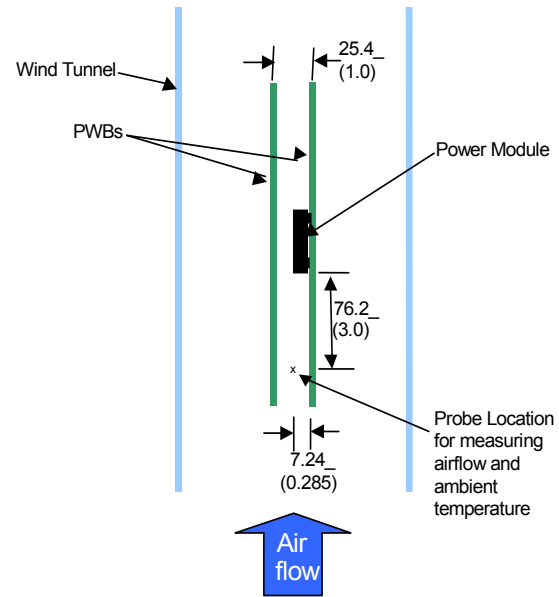 25.4_
(1.0)
Wind Tunnel
PWBs
Power Module
76.2_
(3.0)
x
Probe Location
for measuring
airflow and
ambient
temperature
7.24_
(0.285)
Air
flow